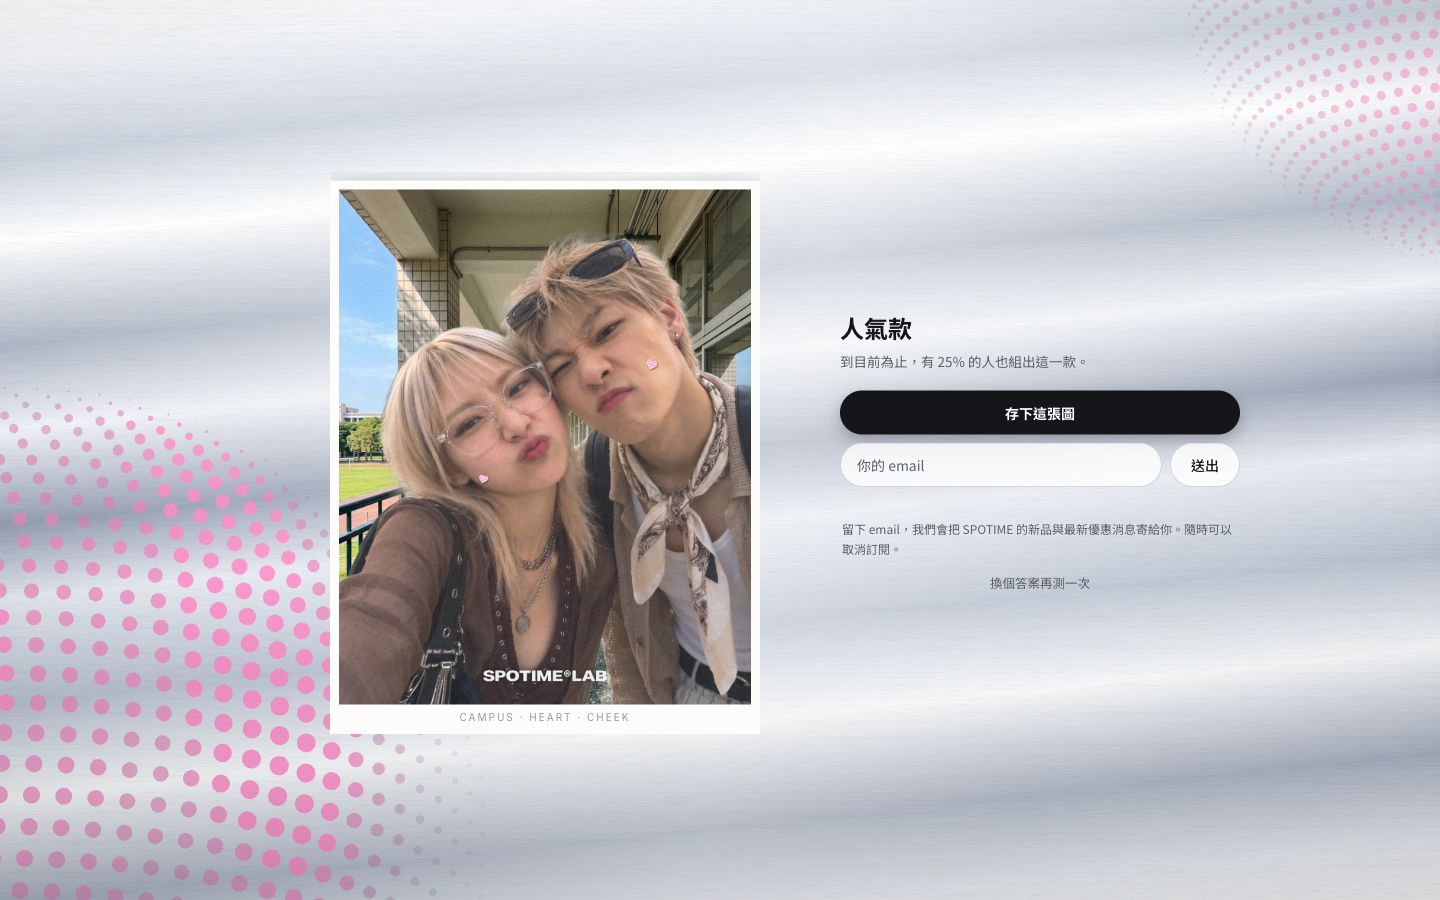 SPOTIME®LAB
CAMPUS · HEART · CHEEK
人氣款
到目前為止，有 25% 的人也組出這一款。
存下這張圖
你的 email
送出
留下 email，我們會把 SPOTIME 的新品與最新優惠消息寄給你。隨時可以
取消訂閱。
換個答案再測一次